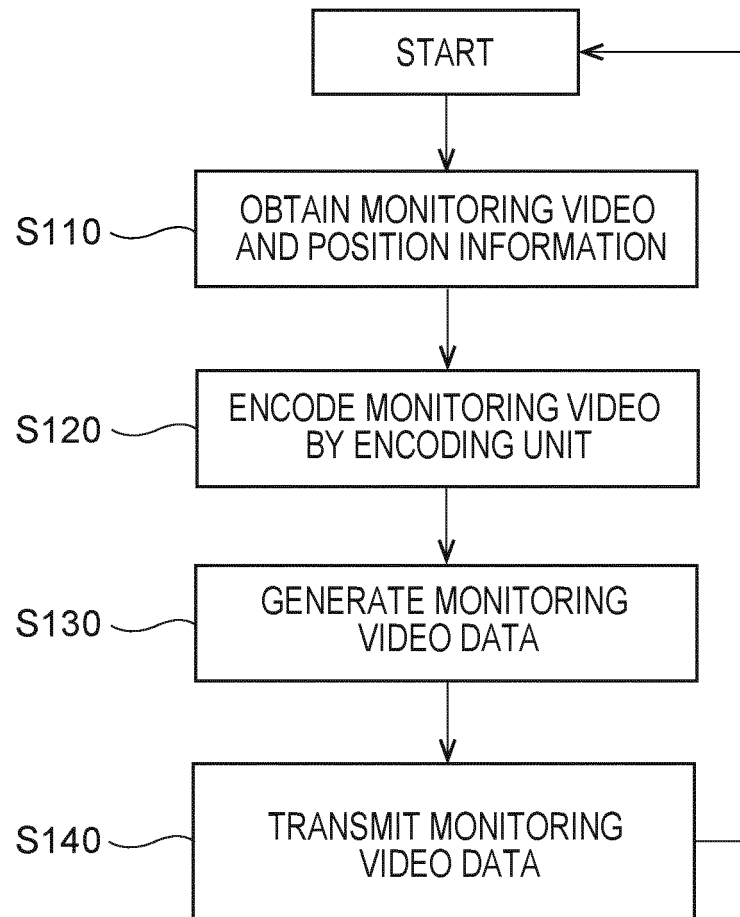 START
S110
OBTAIN MONITORING VIDEO
AND POSITION INFORMATION
S120
ENCODE MONITORING VIDEO
BY ENCODING UNIT
S130
GENERATE MONITORING
VIDEO DATA
S140
TRANSMIT MONITORING
VIDEO DATA